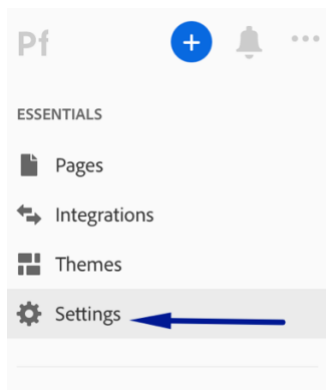 Pf
ESSENTIALS
Pages
Integrations
Themes
Settings